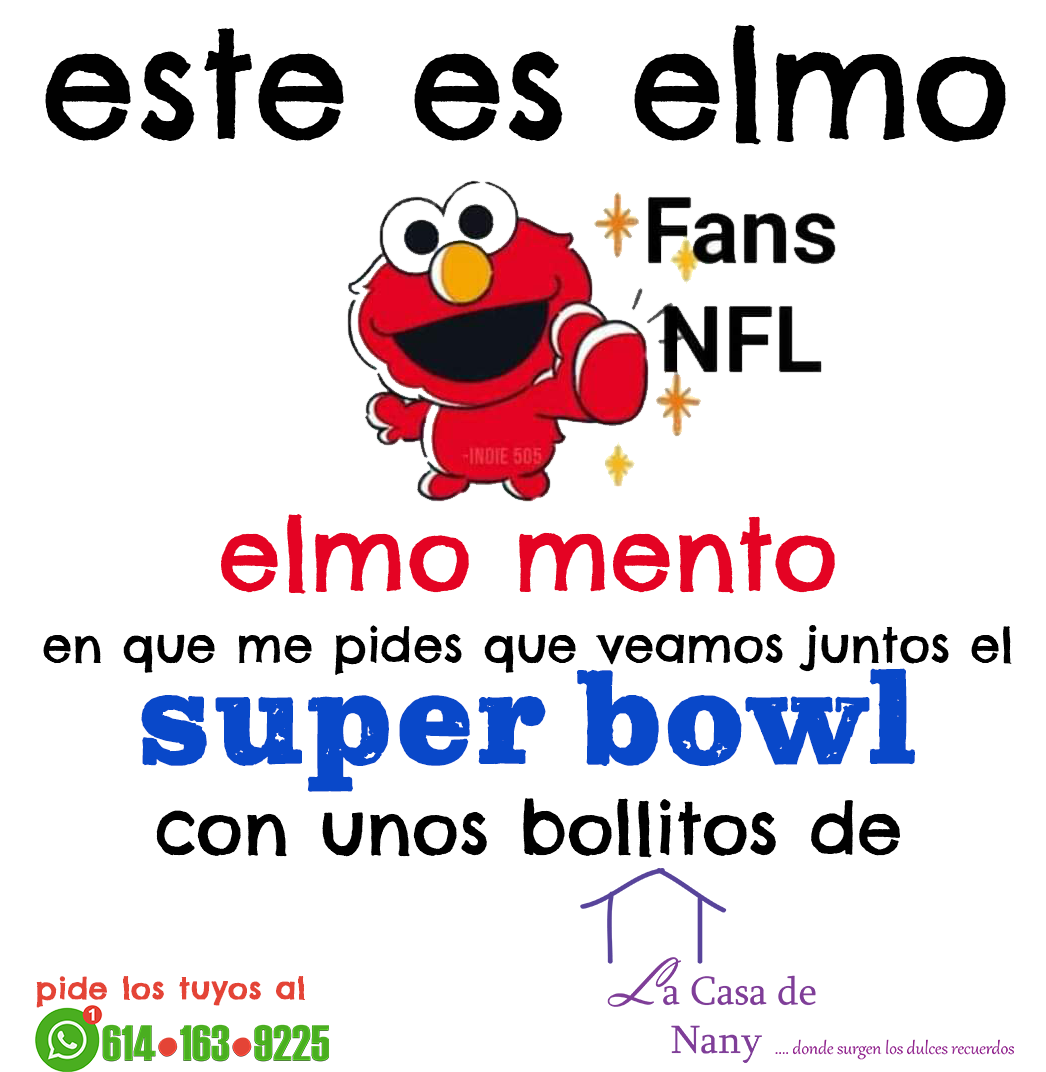 este es elmo
Fans
NFL
-INDIE 505
elmo mento
en que me pides que veamos juntos el
super bowl
con unos bollitos de
pide los tuyos al
1
614•163•9225
La Casa de
Nany .... donde surgen los dulces recuerdos